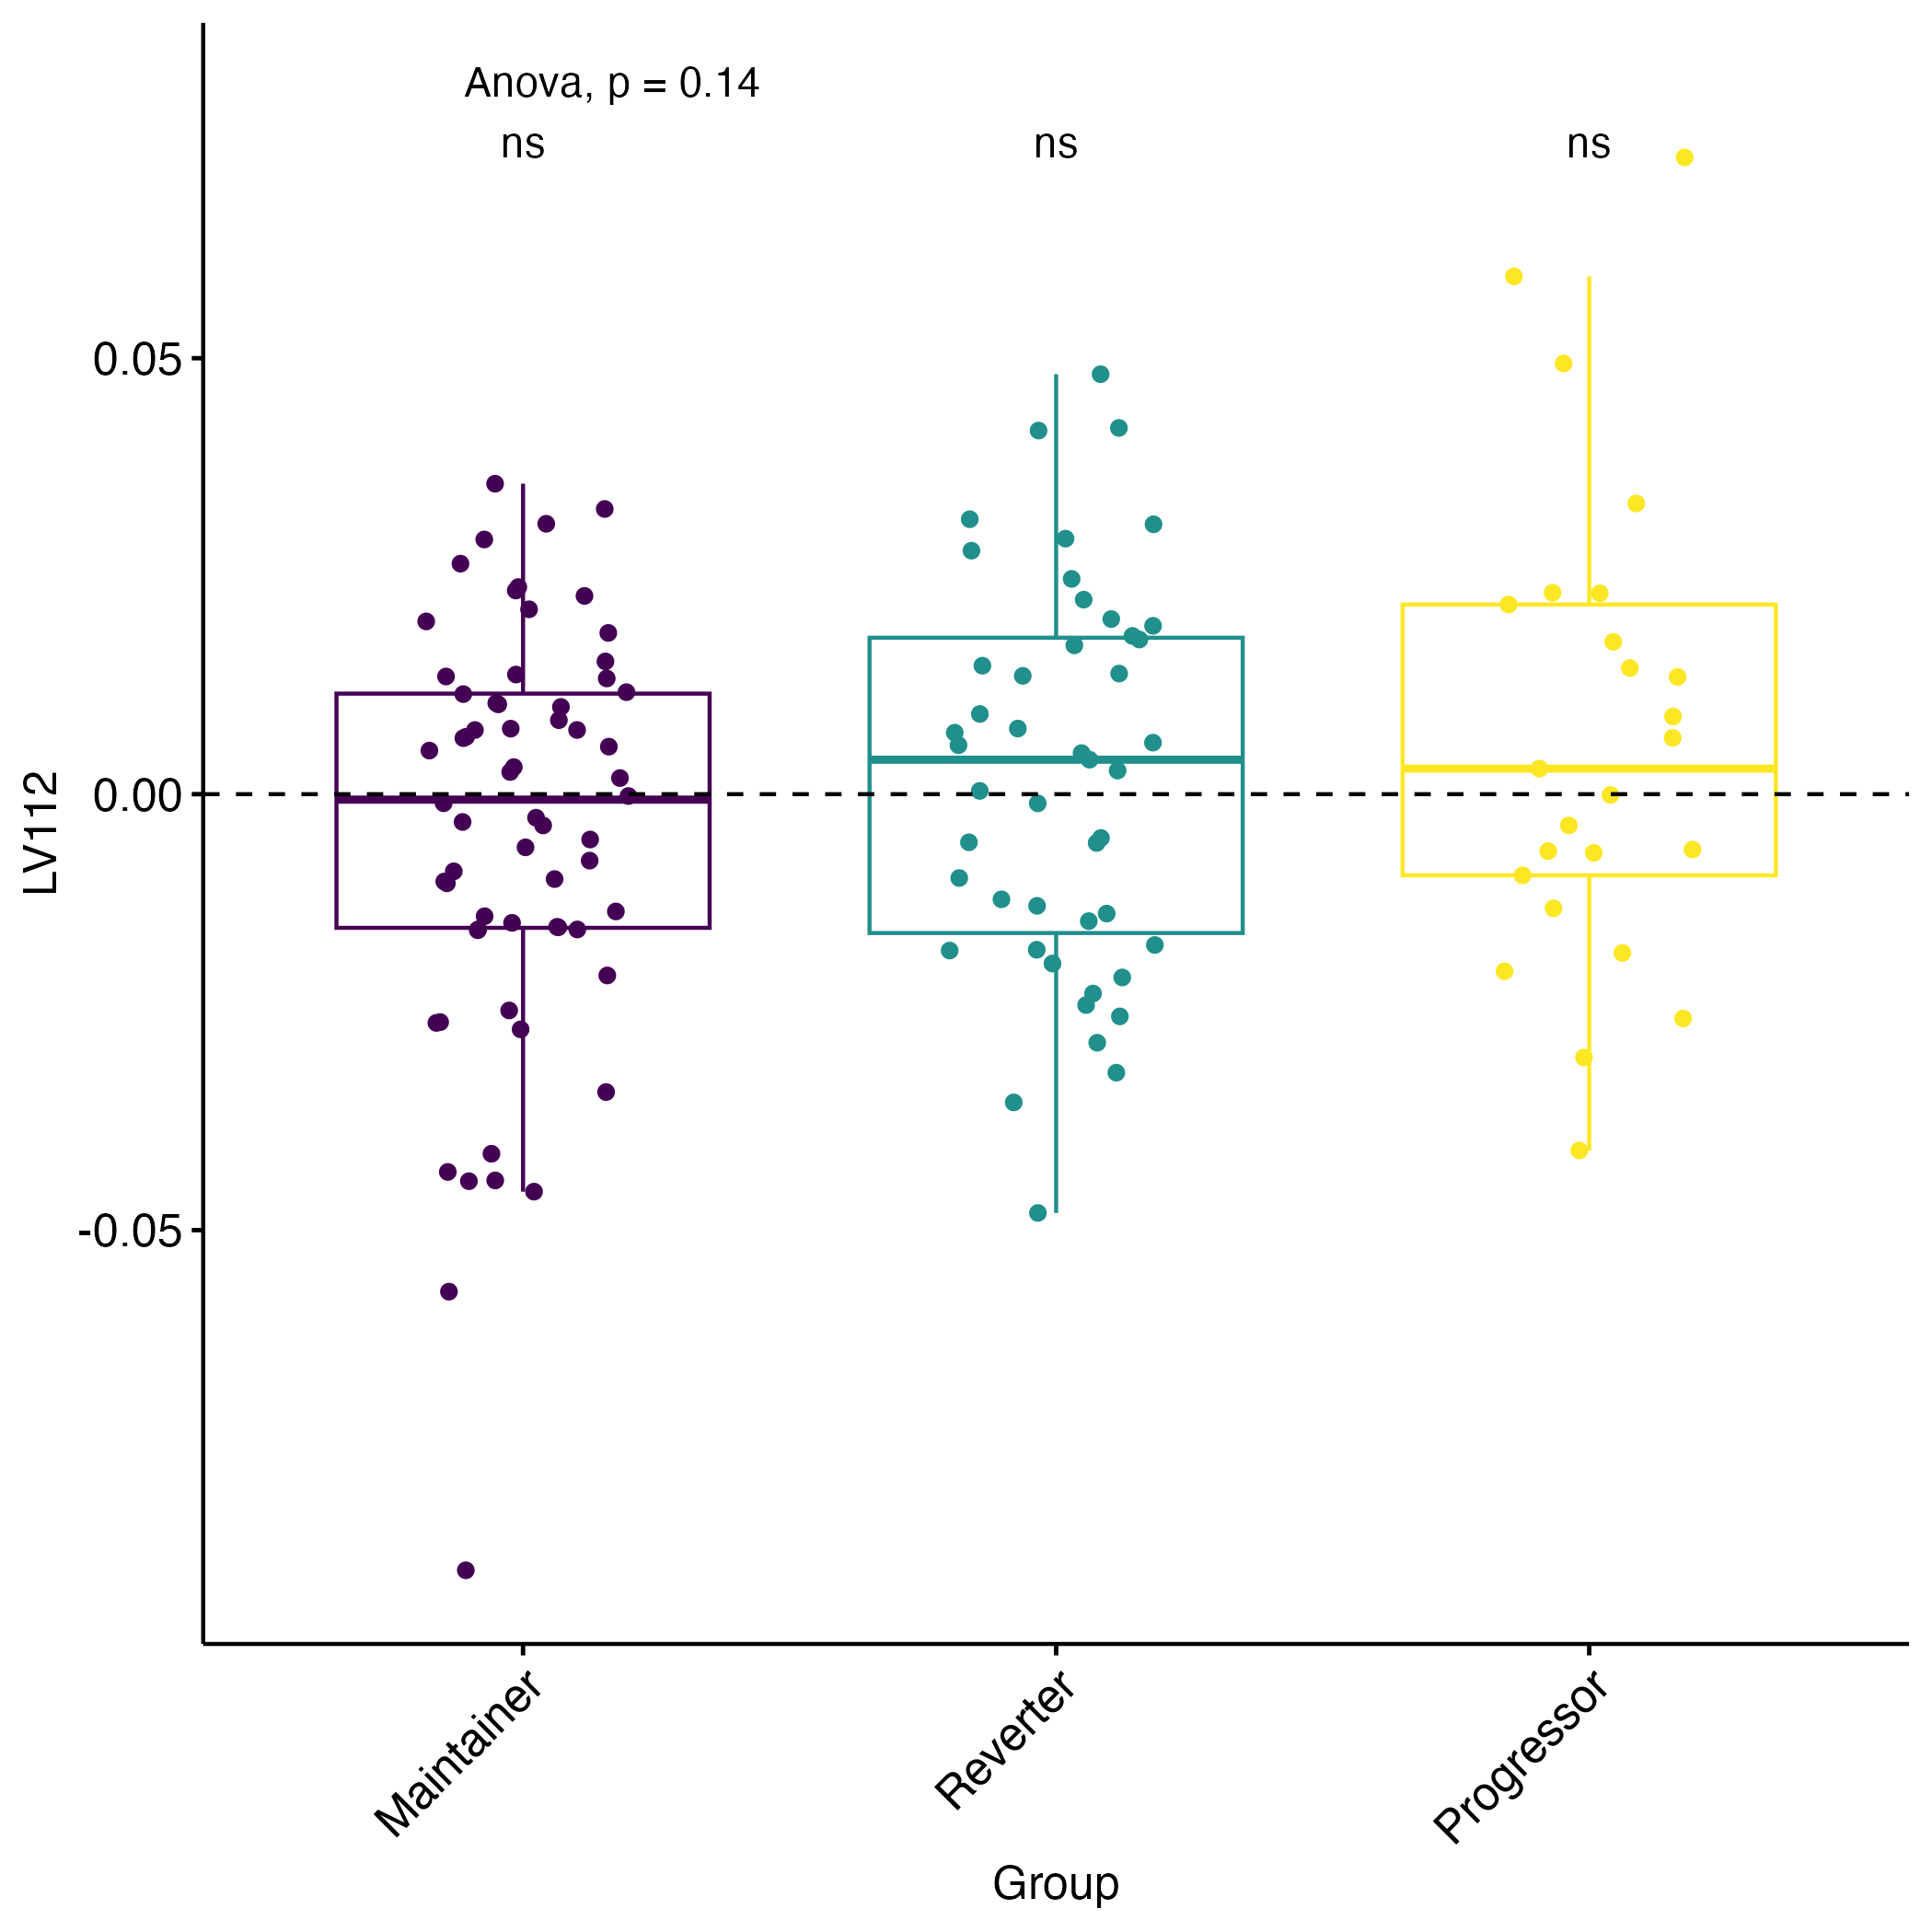 Anova, p = 0.14
ns ns ns
0.05
0.00
-0.05
LV112
Maintainer
Reverter
Progressor
Group